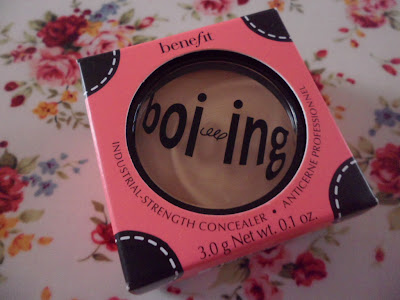 benefit
boi-ing
INDUSTRIAL-STRENGTH CONCEALER • ANTICERNE PROFESSIONNEL
3.0 g Net wt. 0.1 oz.